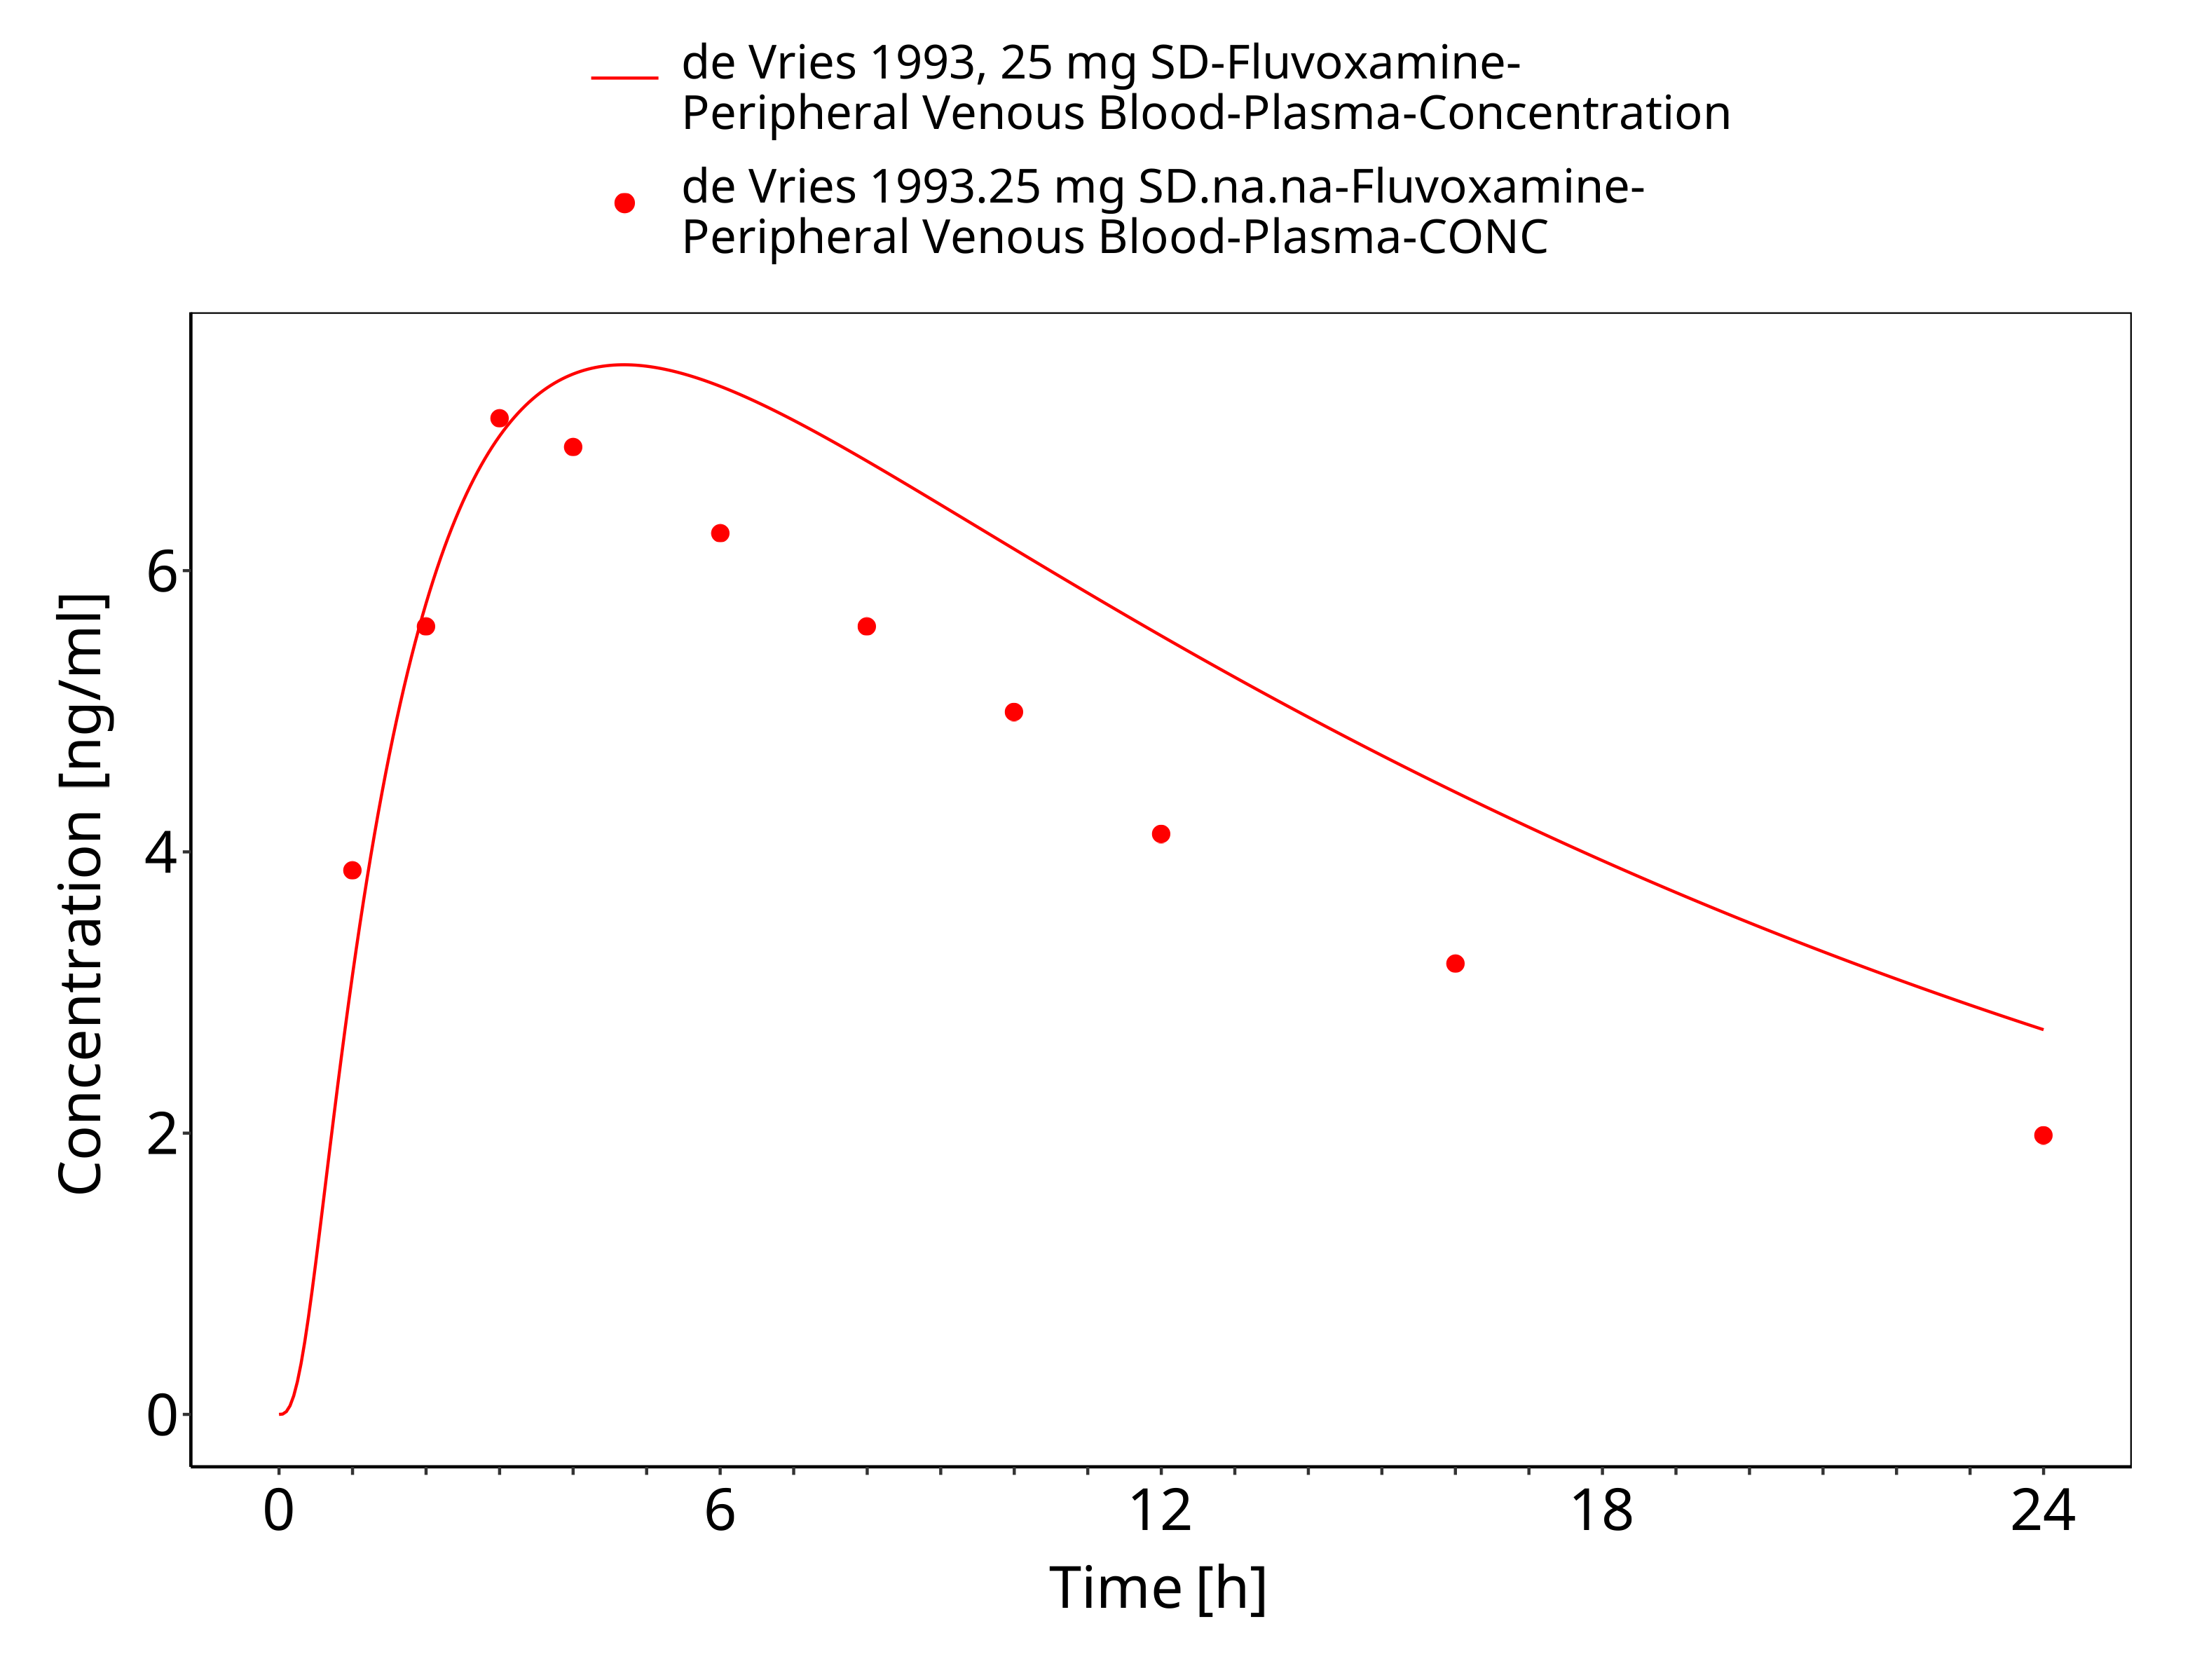 de Vries 1993, 25 mg SD-Fluvoxamine-
Peripheral Venous Blood-Plasma-Concentration
de Vries 1993.25 mg SD.na.na-Fluvoxamine-
Peripheral Venous Blood-Plasma-CONC
Concentration [ng/ml]
6
4
2
0
0 6 12 18 24
Time [h]